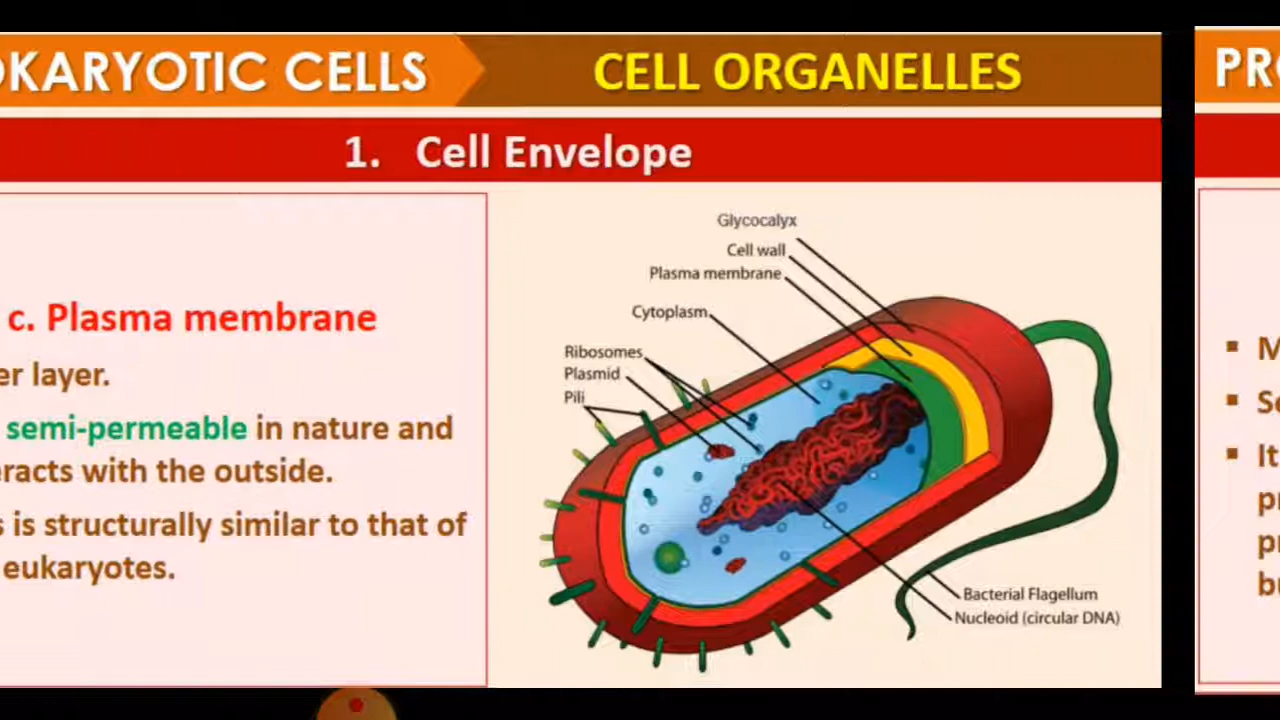 OKARYOTIC CELLS
CELL ORGANELLES
1. Cell Envelope
c. Plasma membrane
er layer.
semi-permeable in nature and
eracts with the outside.
s is structurally similar to that of
eukaryotes.
Glycocalyx
Cell wall
Plasma membrane
Cytoplasm
Ribosomes
Plasmid
Pili
Bacterial Flagellum
Nucleoid (circular DNA)
PRO
M
Se
It
pr
pr
bu